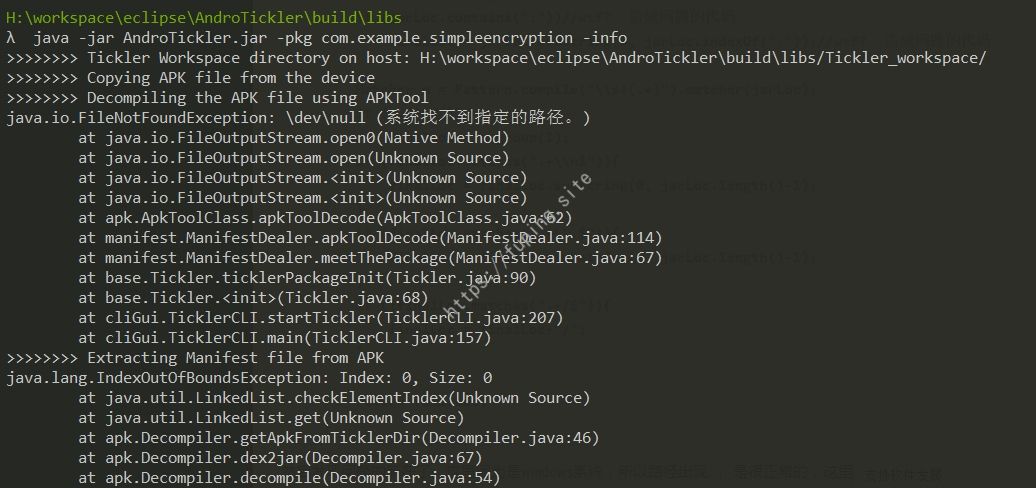 H:\workspace\eclipse\AndroTickler\build\libs
λ  java -jar AndroTickler.jar -pkg com.example.simpleencryption -info
>>>>>>>> Tickler Workspace directory on host: H:\workspace\eclipse\AndroTickler\build\libs/Tickler_workspace/
>>>>>>>> Copying APK file from the device
>>>>>>>> Decompiling the APK file using APKTool
java.io.FileNotFoundException: \dev\null (系统找不到指定的路径。)
        at java.io.FileOutputStream.open0(Native Method)
        at java.io.FileOutputStream.open(Unknown Source)
        at java.io.FileOutputStream.<init>(Unknown Source)
        at java.io.FileOutputStream.<init>(Unknown Source)
        at apk.ApkToolClass.apkToolDecode(ApkToolClass.java:62)
        at manifest.ManifestDealer.apkToolDecode(ManifestDealer.java:114)
        at manifest.ManifestDealer.meetThePackage(ManifestDealer.java:67)
        at base.Tickler.ticklerPackageInit(Tickler.java:90)
        at base.Tickler.<init>(Tickler.java:68)
        at cliGui.TicklerCLI.startTickler(TicklerCLI.java:207)
        at cliGui.TicklerCLI.main(TicklerCLI.java:157)
>>>>>>>> Extracting Manifest file from APK
java.lang.IndexOutOfBoundsException: Index: 0, Size: 0
        at java.util.LinkedList.checkElementIndex(Unknown Source)
        at java.util.LinkedList.get(Unknown Source)
        at apk.Decompiler.getApkFromTicklerDir(Decompiler.java:46)
        at apk.Decompiler.dex2jar(Decompiler.java:67)
        at apk.Decompiler.decompile(Decompiler.java:54)
https://fuping.site